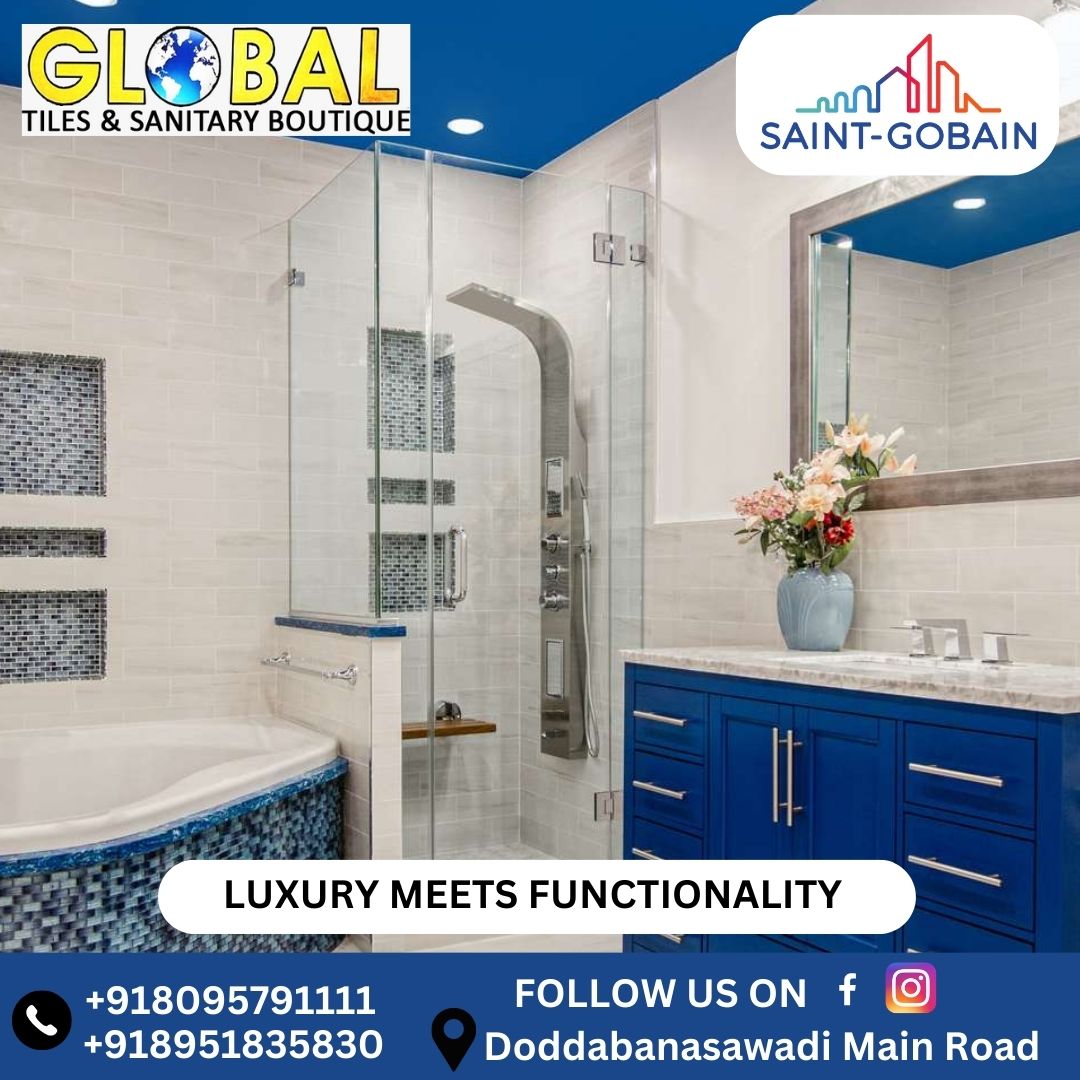 GLOBAL
TILES & SANITARY BOUTIQUE
SAINT-GOBAIN
LUXURY MEETS FUNCTIONALITY
+918095791111
+918951835830
FOLLOW US ON
Doddabanasawadi Main Road